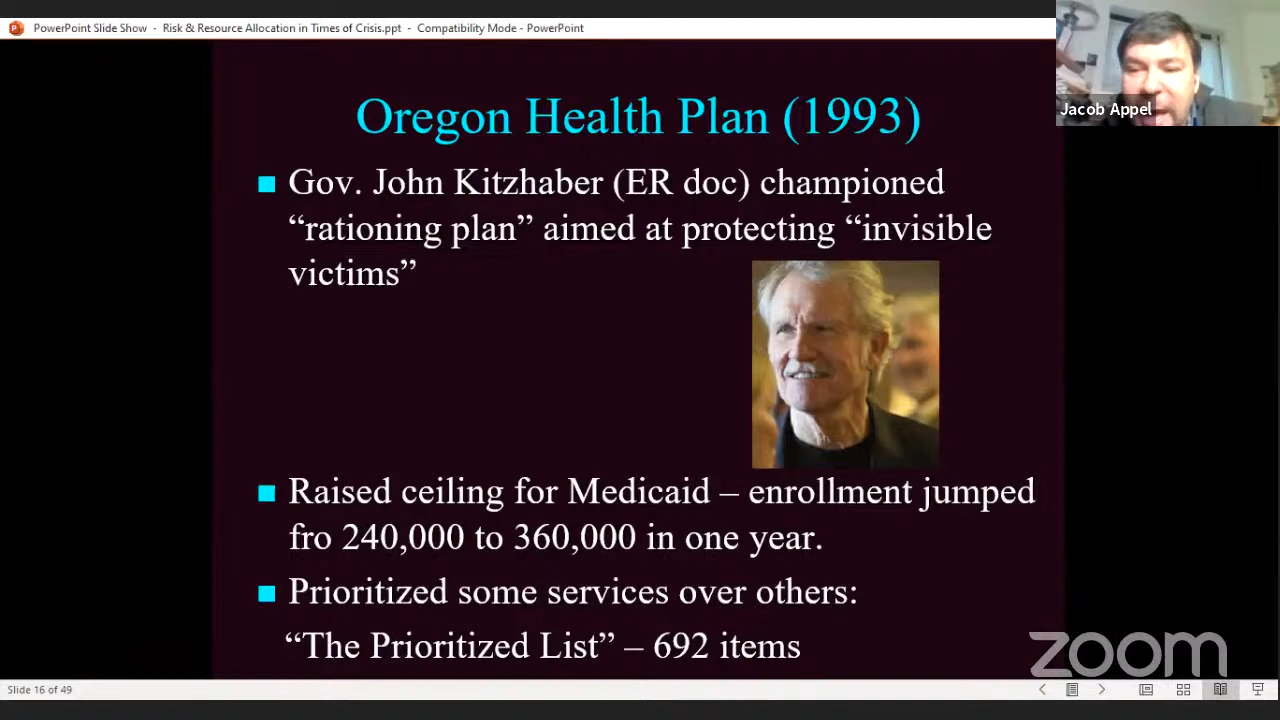 PowerPoint Slide Show - Risk & Resource Allocation in Times of Crisis.ppt - Compatibility Mode - PowerPoint
Jacob Appel
Oregon Health Plan (1993)
Gov. John Kitzhaber (ER doc) championed
“rationing plan” aimed at protecting “invisible
victims”
Raised ceiling for Medicaid – enrollment jumped
fro 240,000 to 360,000 in one year.
Prioritized some services over others:
“The Prioritized List” – 692 items
zoom
Slide 16 of 49